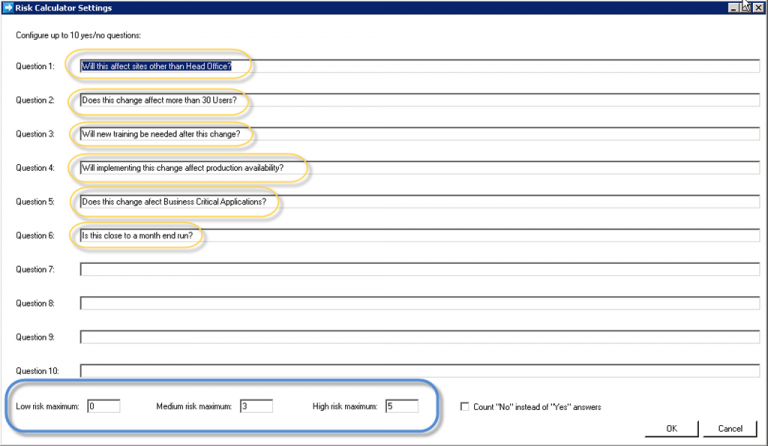 Risk Calculator Settings
Configure up to 10 yes/no questions:
Question 1: Will this affect sites other than Head Office?
Question 2: Does this change affect more than 30 Users?
Question 3: Will new training be needed after this change?
Question 4: Will implementing this change affect production availability?
Question 5: Does this change afect Business Critical Applications?
Question 6: Is this close to a month end run?
Question 7:
Question 8:
Question 9:
Question 10:
Low risk maximum: 0 Medium risk maximum: 3 High risk maximum: 5 Count "No" instead of "Yes" answers
OK Cancel